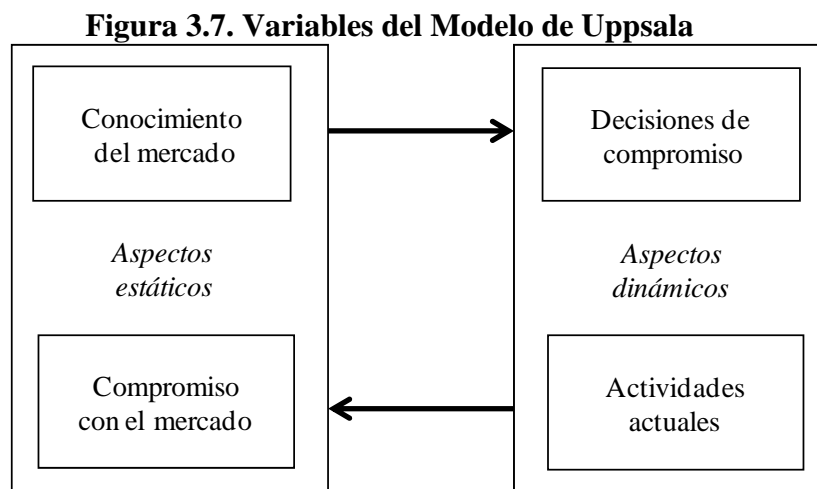 Figura 3.7. Variables del Modelo de Uppsala
Conocimiento
del mercado
Aspectos
estáticos
Compromiso
con el mercado
Decisiones de
compromiso
Aspectos
dinámicos
Actividades
actuales